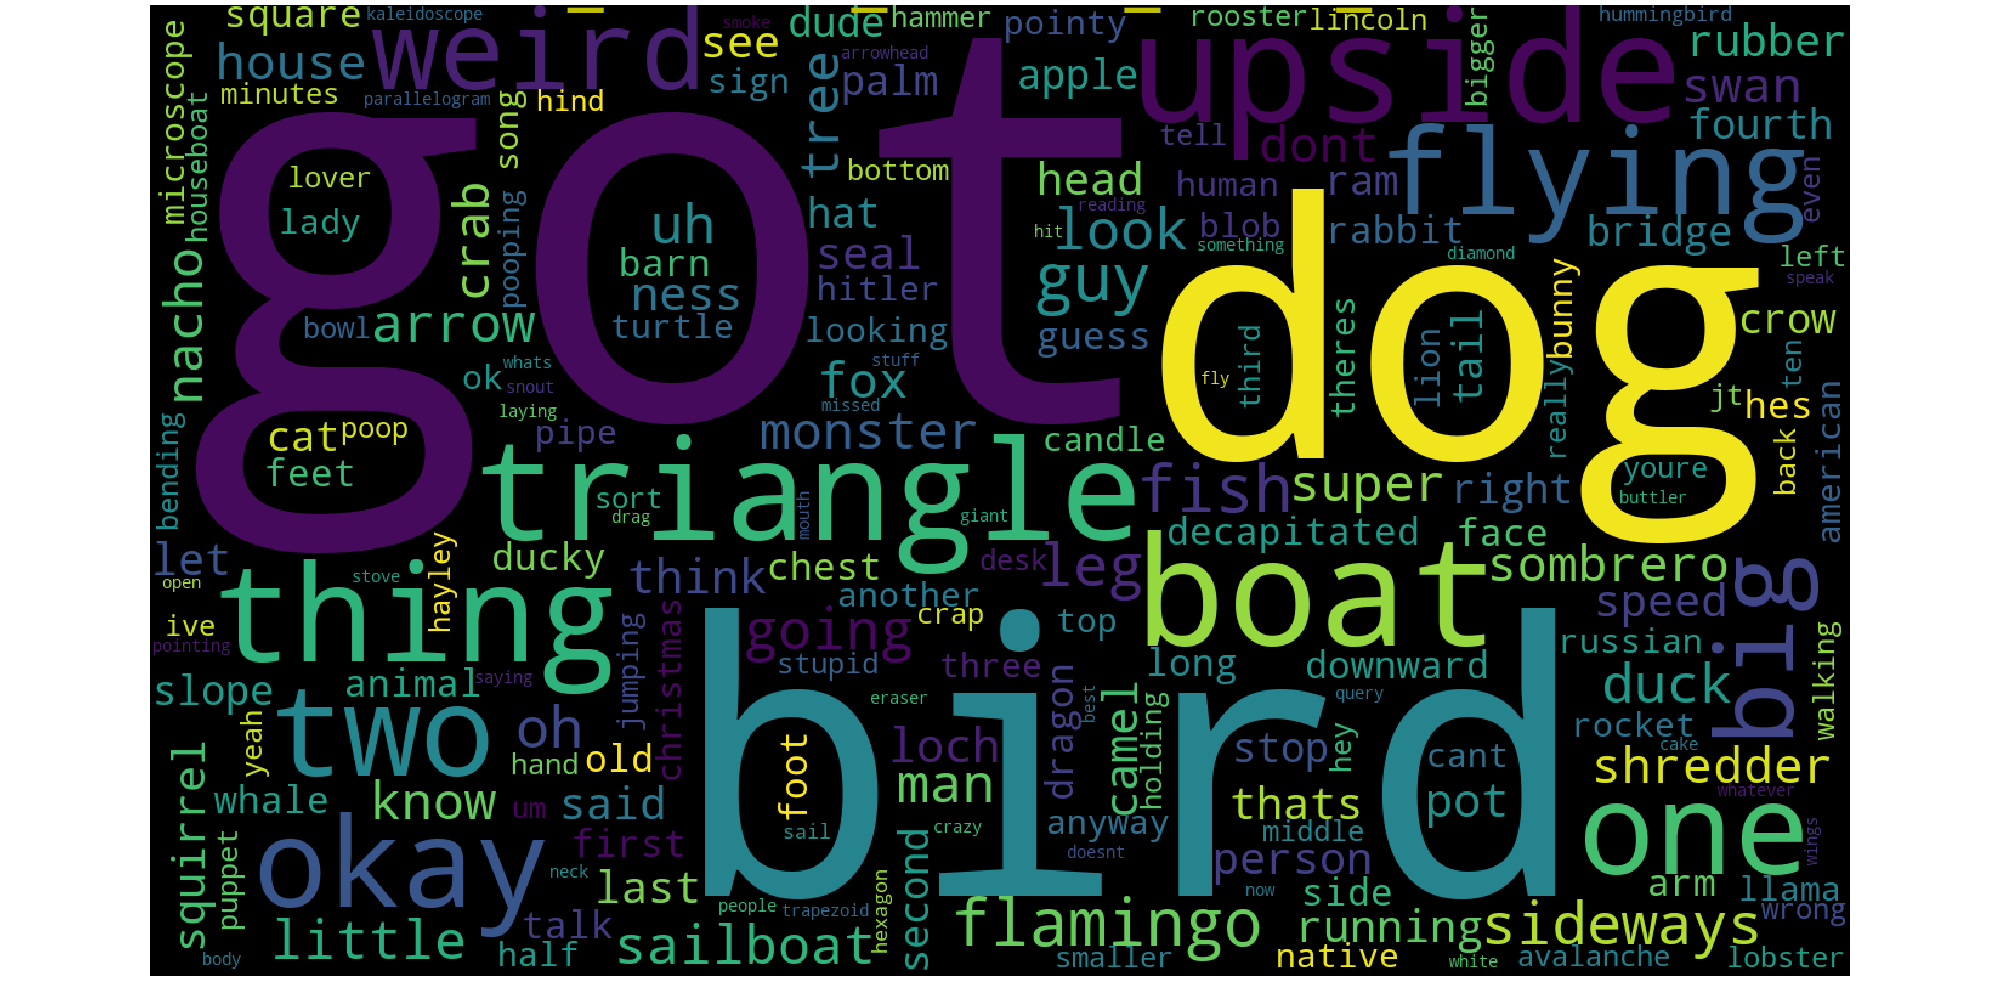 square
kaleidoscope
weird
smoke
see
dude
hammer
pointy
rooster
lincoln
hummingbird
upside
bigger
rubber
house
minutes
parallelogram
hind
sign
arrowhead
palm
apple
swan
microscope
houseboat
song
tree
tell
dont
fourth
flying
even
got
lover
lady
crab
pooping
uh
barn
ness
turtle
bottom
hat
seal
hitler
looking
head
reading
hit
look
guy
guess
human
blob
something
ram
rabbit
bridge
diamond
left
speak
dog
nacho
bowl
arrow
ok
whats
snout
laying
stuff
fox
missed
third
fly
theres
lion
tail
really
bunny
crow
ten
jt
hes
back
american
bending
cat
poop
feet
pipe
monster
candle
triangle
sort
drag
mouth
giant
fish
super
right
youre
buttler
decapitated
face
let
open
hayley
ducky
stove
think
chest
desk
leg
boat
sombrero
big
speed
thing
ive
pointing
saying
christmas
jumping
another
crap
going
stupid
top
three
long
downward
russian
walking
slope
animal
two
oh
dragon
best
camel
holding
eraser
query
duck
rocket
cake
bird
yeah
hand
old
foot
loch
stop
hey
cant
shredder
squirrel
whale
know
um
said
man
thats
pot
whatever
one
puppet
okay
first
sail
crazy
anyway
doesnt
middle
person
wings
neck
last
hexagon
second
now
side
arm
llama
wrong
little
talk
people
trapezoid
flamingo
running
sideways
body
half
sailboat
smaller
native
white
avalanche
lobster